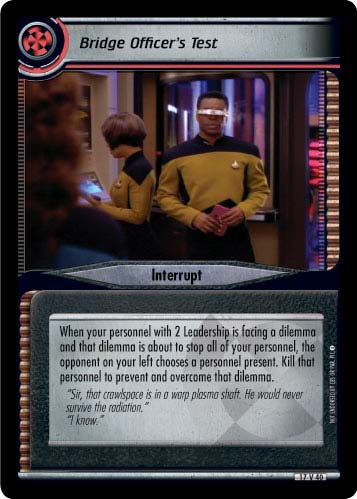 Bridge Officer's Test
Interrupt
When your personnel with 2 Leadership is facing a dilemma
and that dilemma is about to stop all of your personnel, the
opponent on your left chooses a personnel present. Kill that
personnel to prevent and overcome that dilemma.
"Sir, that crawlspace is in a warp plasma shaft. He would never
survive the radiation."
"I know."
17 V 40